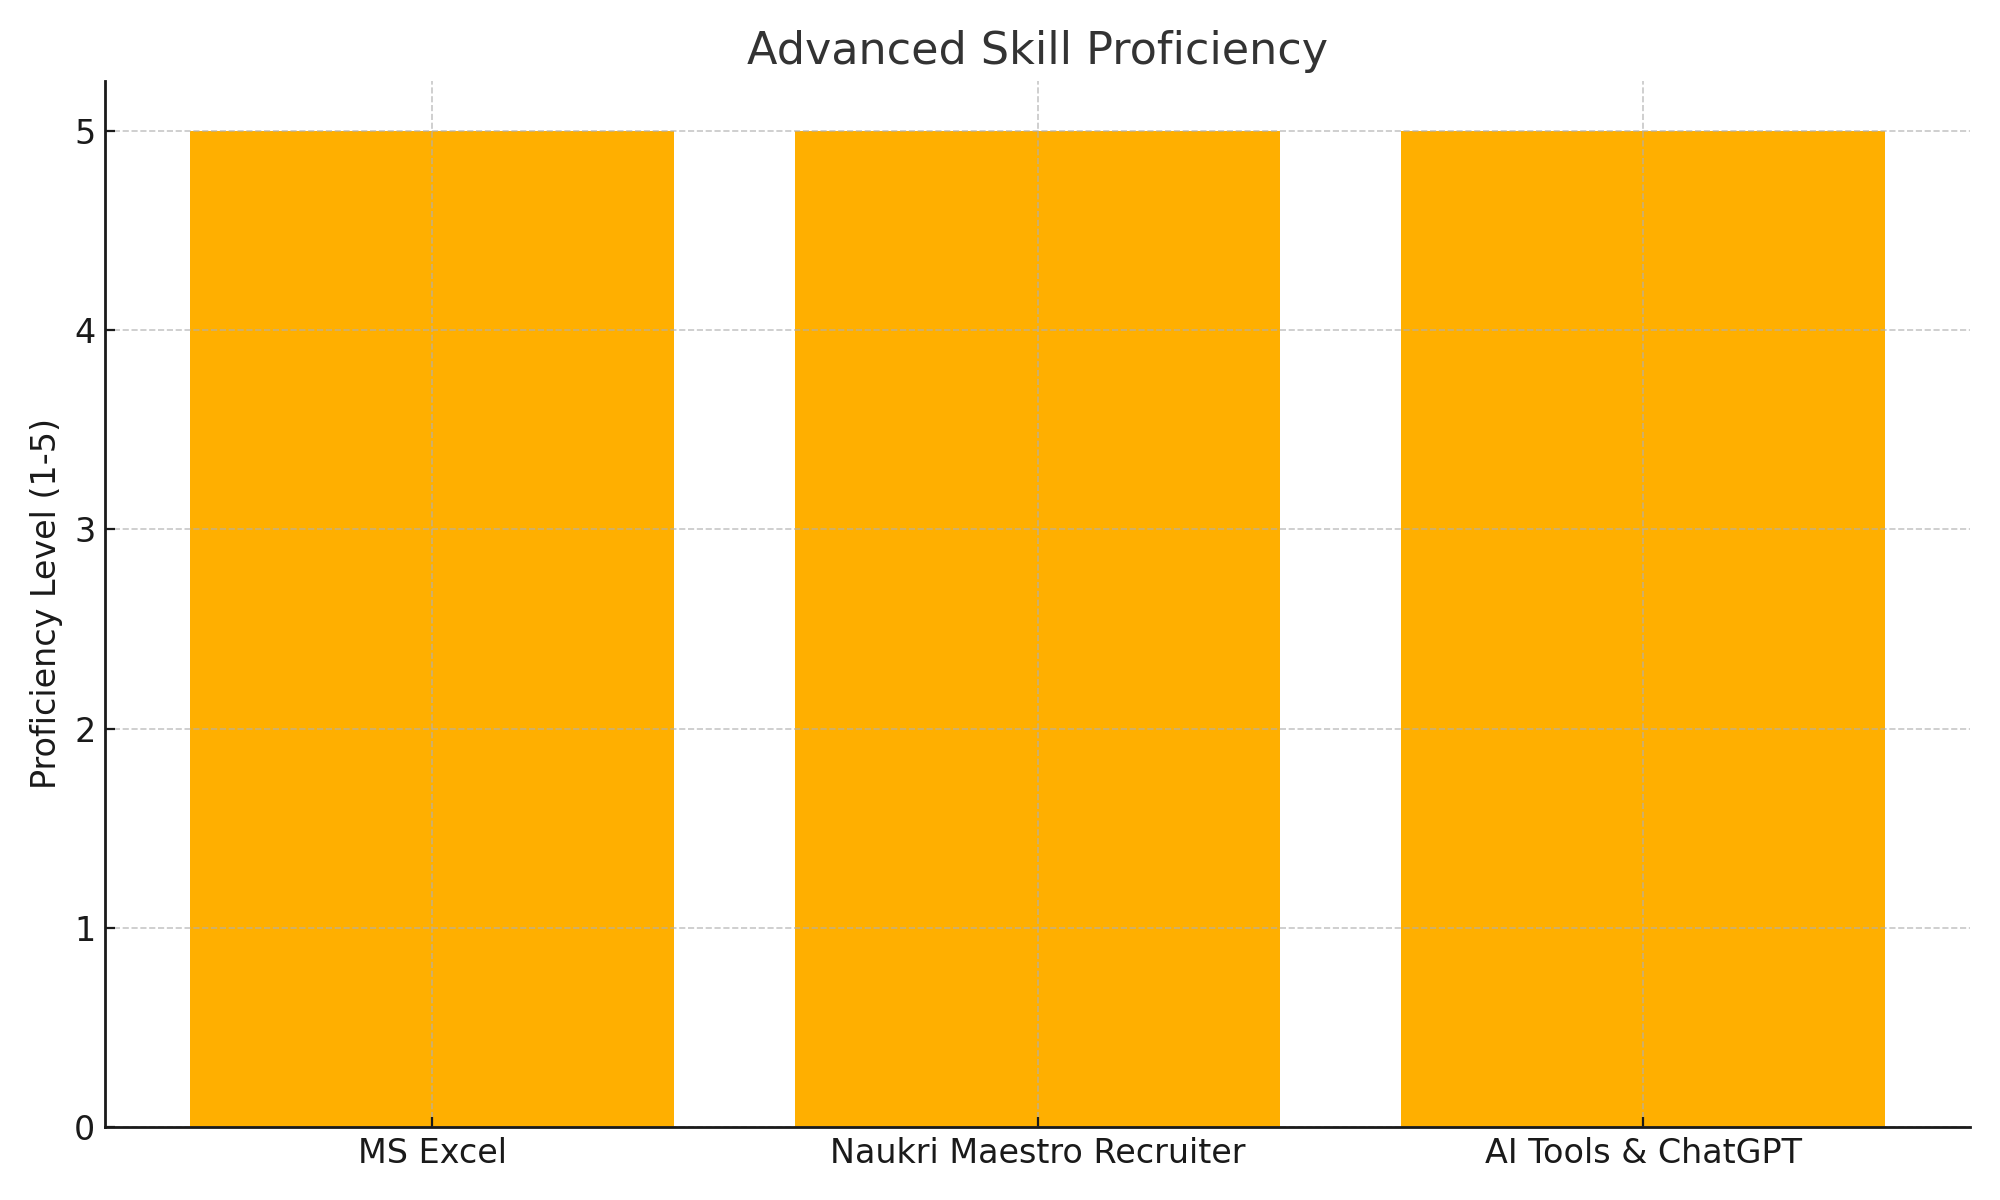 Advanced Skill Proficiency
Proficiency Level (1-5)
5
4
3
2
1
0
MS Excel
Naukri Maestro Recruiter
AI Tools & ChatGPT